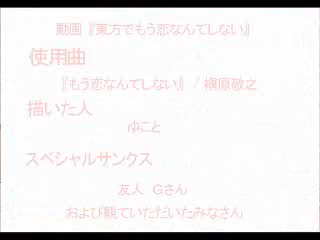 動画『東方でもう恋なんてしない』
使用曲
『もう恋なんてしない』 / 槇原敬之
描いた人
ゆこと
スペシャルサンクス
友人 Gさん
および観ていただいたみなさん